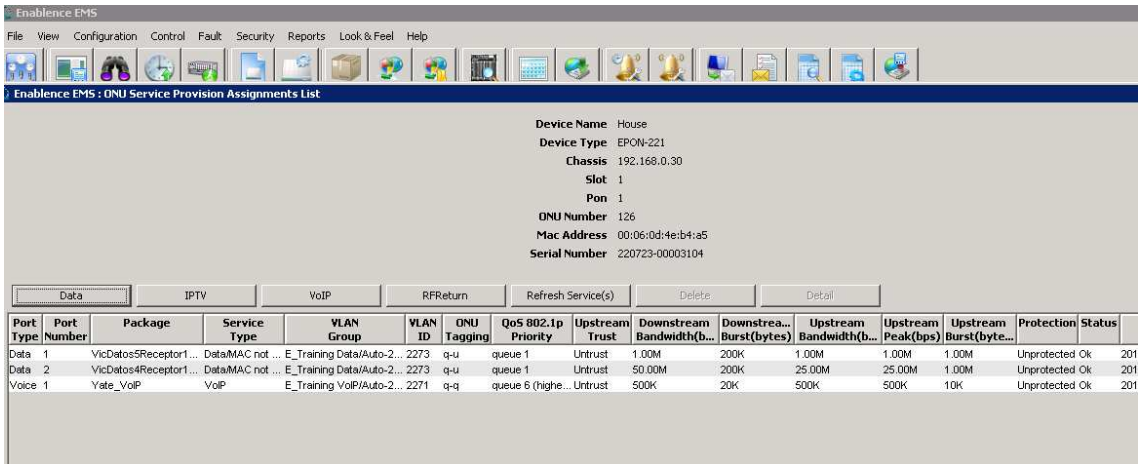 Enablence EMS
File View Configuration Control Fault Security Reports Look & Feel Help
Enablence EMS : ONU Service Provision Assignments List
Device Name House
Device Type EPON-221
Chassis 192.168.0.30
Slot 1
Pon 1
ONU Number 126
Mac Address 00:06:0d:4e:b4:a5
Serial Number 220723-00003104
Data IPTV VoIP RFReturn Refresh Service(s) Delete Detail
Port Type Port Number Package Service Type VLAN Group VLAN ID ONU Tagging QoS 802.1p Priority Upstream Trust Downstream Bandwidth(b... Downstrea... Burst(bytes) Upstream Bandwidth(b... Upstream Peak(bps) Upstream Burst(byte... Protection Status
Data 1 VicDatos5Receptor1... Data/MAC not ... E_Training Data/Auto-2... 2273 q-u queue 1 Untrust 1.00M 200K 1.00M 1.00M 1.00M Unprotected Ok 201
Data 2 VicDatos4Receptor1... Data/MAC not ... E_Training Data/Auto-2... 2273 q-u queue 1 Untrust 50.00M 200K 25.00M 25.00M 1.00M Unprotected Ok 201
Voice 1 Yate_VoIP VoIP E_Training VoIP/Auto-2... 2271 q-q queue 6 (highe... Untrust 500K 20K 500K 500K 10K Unprotected Ok 201